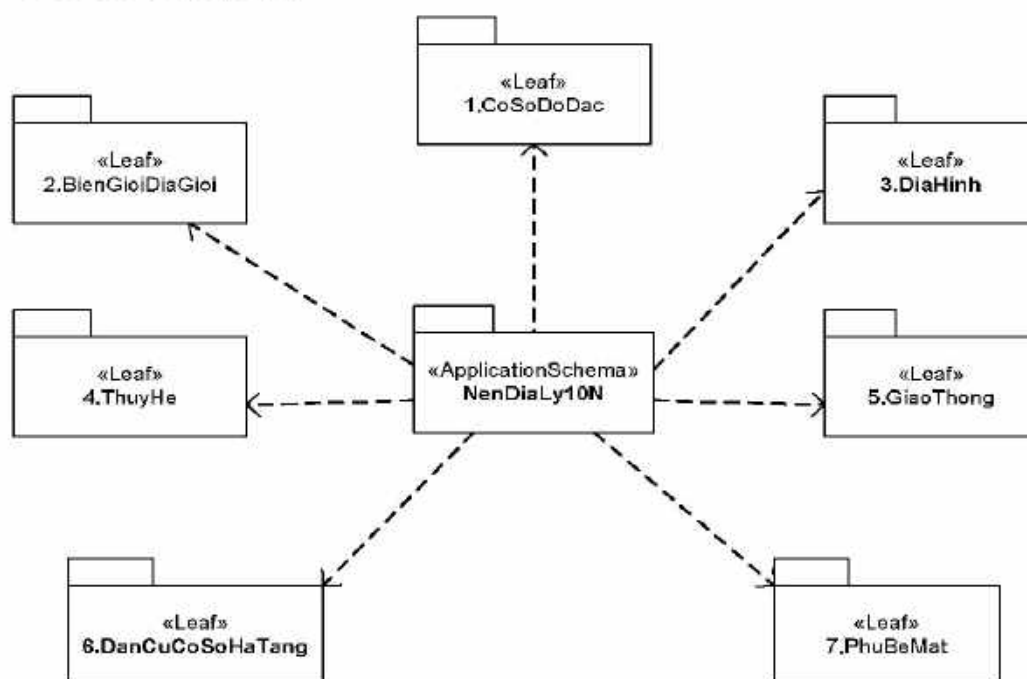 «Leaf»
1.CoSoDoDac
«Leaf»
2.BienGioiDiaGioi
«Leaf»
3.DiaHinh
«ApplicationSchema»
NenDiaLy10N
«Leaf»
4.ThuyHe
«Leaf»
5.GiaoThong
«Leaf»
6.DanCuCoSoHaTang
«Leaf»
7.PhuBeMat